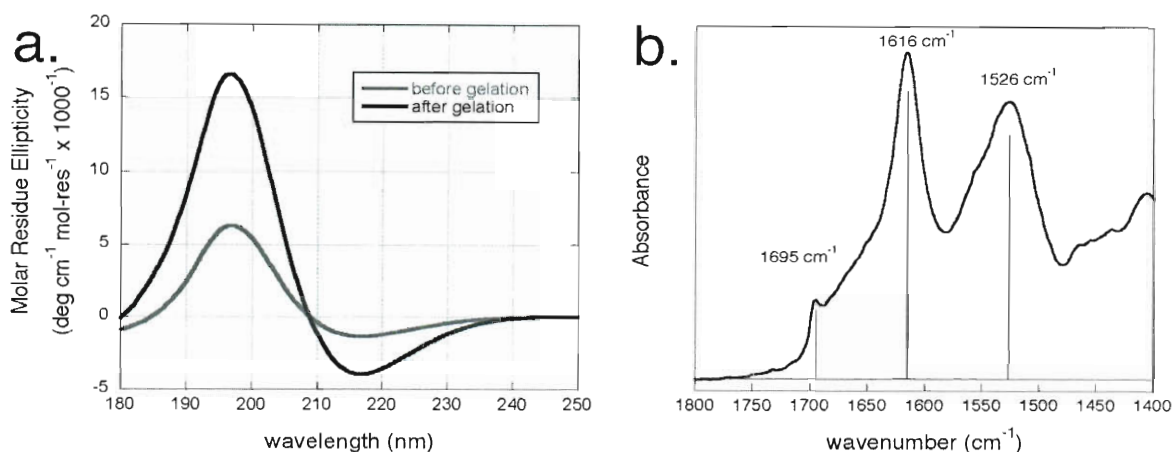 a.
Molar Residue Ellipticity
(deg cm⁻¹ mol-res⁻¹ x 1000⁻¹)
20
15
10
5
0
-5
before gelation
after gelation
180 190 200 210 220 230 240 250
wavelength (nm)
b.
1616 cm⁻¹
1526 cm⁻¹
1695 cm⁻¹
Absorbance
1800 1750 1700 1650 1600 1550 1500 1450 1400
wavenumber (cm⁻¹)